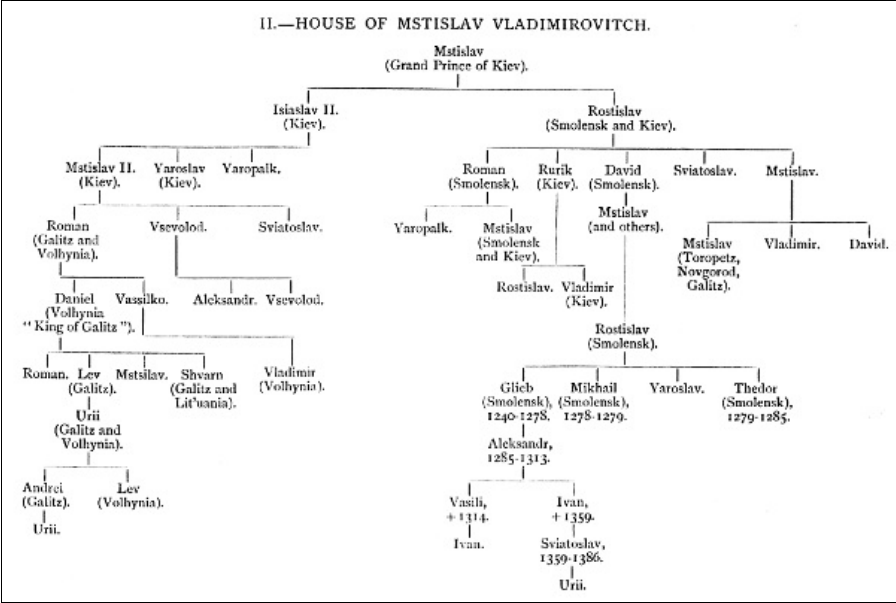 II.—HOUSE OF MSTISLAV VLADIMIROVITCH.
Mstislav
(Grand Prince of Kiev).
Isiaslav II.
(Kiev).
Rostislav
(Smolensk and Kiev).
Mstislav II.
(Kiev).
Yaroslav
(Kiev).
Yaropalk.
Roman
(Smolensk).
Rurik
(Kiev).
David
(Smolensk).
Sviatoslav.
Mstislav.
Roman
(Galitz and
Volhynia).
Vsevolod.
Sviatoslav.
Yaropalk.
Mstislav
(Smolensk
and Kiev).
Mstislav
(and others).
Mstislav
(Toropetz,
Novgorod,
Galitz).
Vladimir.
David.
Daniel
(Volhynia
"King of Galitz").
Vassilko.
Aleksandr.
Vsevolod.
Rostislav.
Vladimir
(Kiev).
Rostislav
(Smolensk).
Roman.
Lev
(Galitz).
Mstsilav.
Shvarn
(Galitz and
Lit'uania).
Vladimir
(Volhynia).
Glieb
(Smolensk),
1240-1278.
Mikhail
(Smolensk),
1278-1279.
Yaroslav.
Thedor
(Smolensk),
1279-1285.
Urii
(Galitz and
Volhynia).
Aleksandr,
1285-1313.
Andrei
(Galitz).
Lev
(Volhynia).
Vasili,
+1314.
Ivan,
+1359.
Urii.
Ivan.
Sviatoslav,
1359-1386.
Urii.